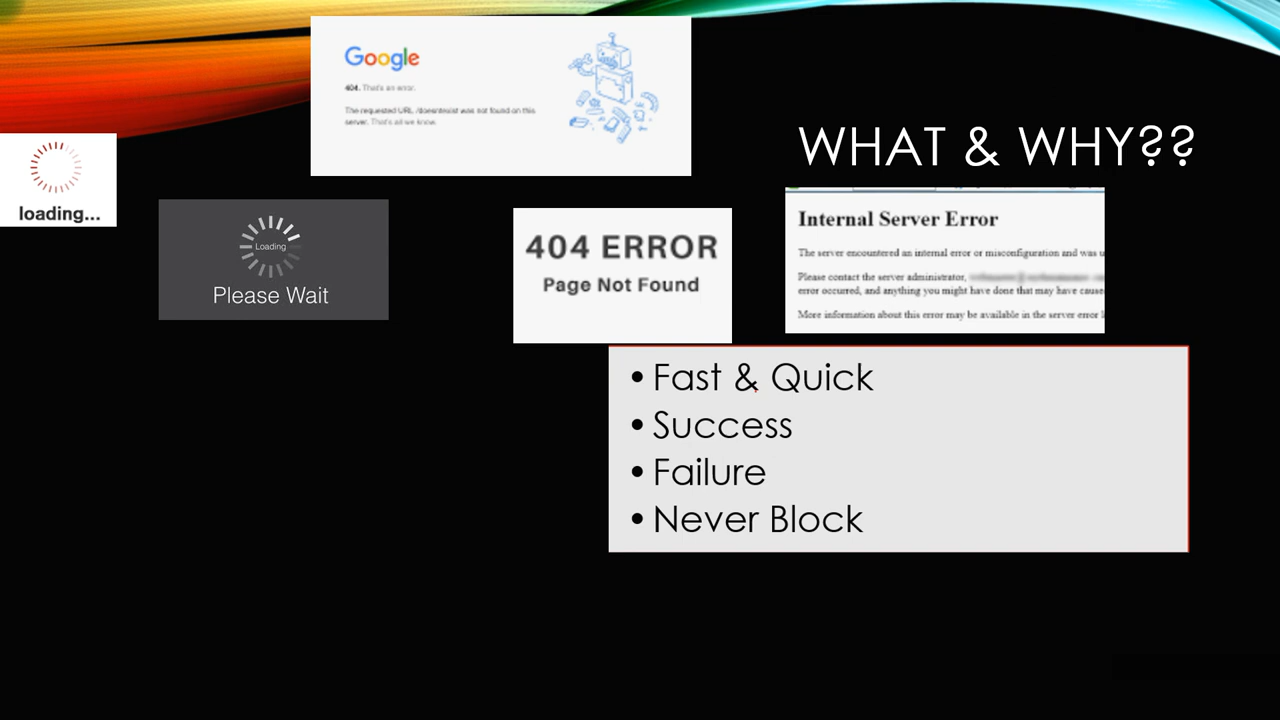 Google
404. That's an error.
The requested URL /doesntexist was not found on this
server. That's all we know.
WHAT & WHY??
loading...
Loading
Please Wait
404 ERROR
Page Not Found
Internal Server Error
The server encountered an internal error or misconfiguration and was u
Please contact the server administrator,
error occurred, and anything you might have done that may have cause
More information about this error may be available in the server error l
• Fast & Quick
• Success
• Failure
• Never Block